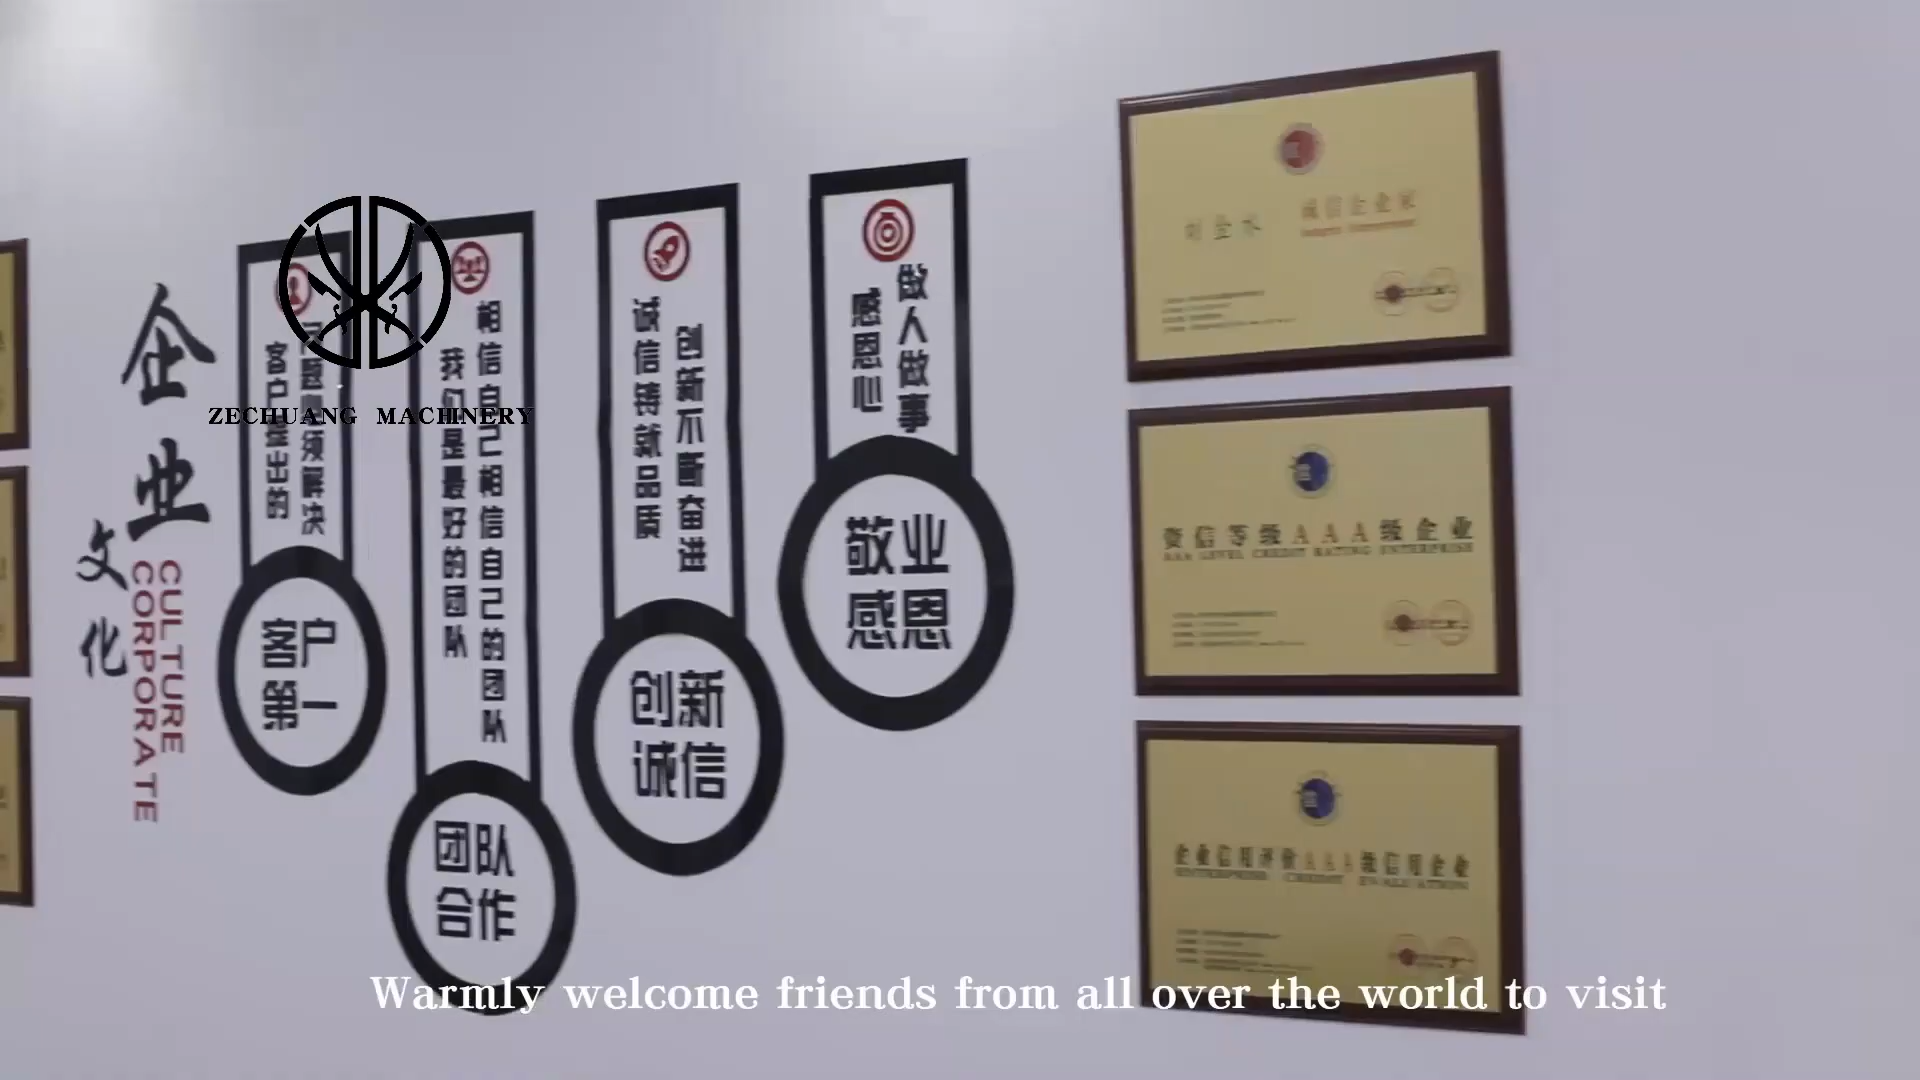 企业
文化
CULTURE
CORPORATE
客户提出的
问题必须解决
客户
第一
相信自己相信自己的团队
我们是最好的团队
团队
合作
诚信铸就品质
创新不断奋进
创新
诚信
做人做事
感恩心
敬业
感恩
ZECHUANG MACHINERY
诚信企业家
资信等级AAA级企业
AAA LEVEL CREDIT RATING ENTERPRISE
企业信用评价AAA级信用企业
ENTERPRISE CREDIT EVALUATION
Warmly welcome friends from all over the world to visit